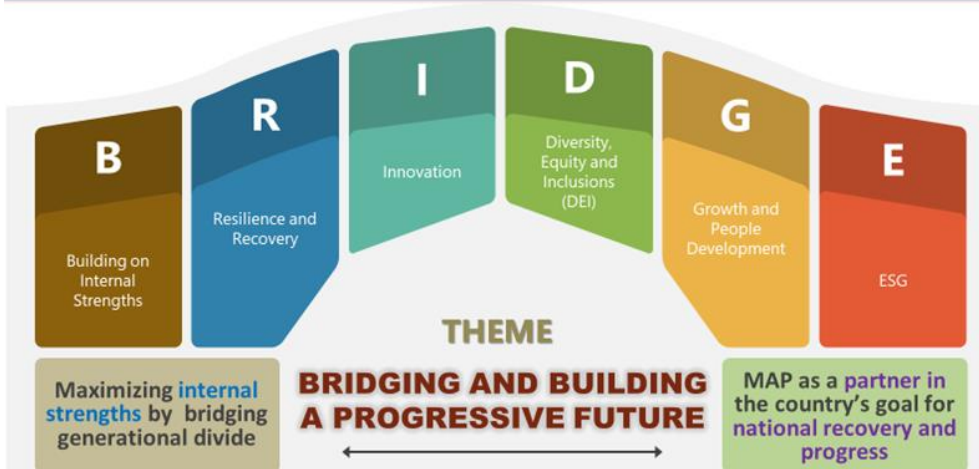 B
Building on
Internal
Strengths
R
Resilience and
Recovery
I
Innovation
D
Diversity,
Equity and
Inclusions
(DEI)
G
Growth and
People
Development
E
ESG
THEME
BRIDGING AND BUILDING
A PROGRESSIVE FUTURE
Maximizing internal
strengths by bridging
generational divide
MAP as a partner in
the country's goal for
national recovery and
progress